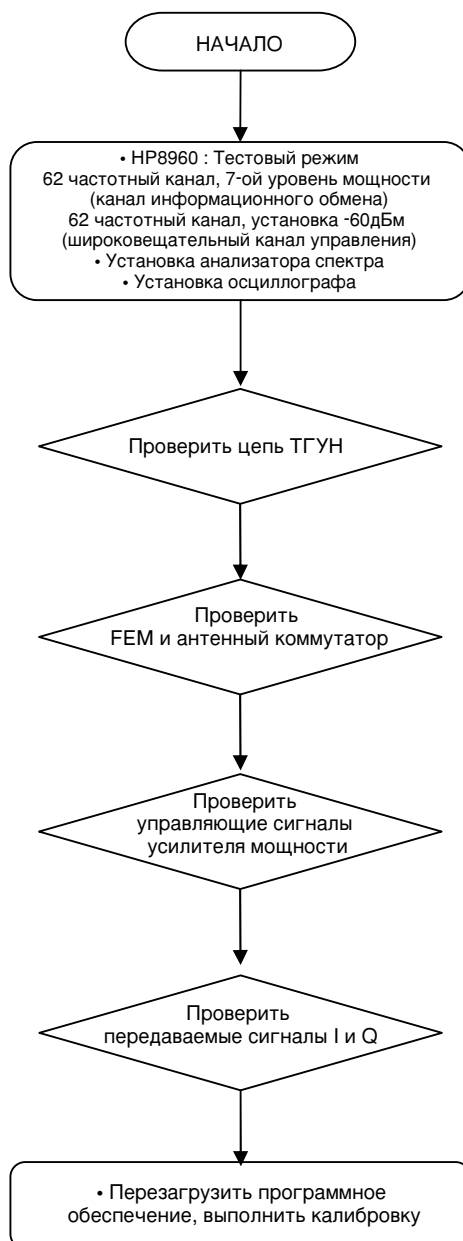 НАЧАЛО
• HP8960 : Тестовый режим
62 частотный канал, 7-ой уровень мощности
(канал информационного обмена)
62 частотный канал, установка -60дБм
(широковещательный канал управления)
• Установка анализатора спектра
• Установка осциллографа
Проверить цепь ТГУН
Проверить
FEM и антенный коммутатор
Проверить
управляющие сигналы
усилителя мощности
Проверить
передаваемые сигналы I и Q
• Перезагрузить программное
обеспечение, выполнить калибровку